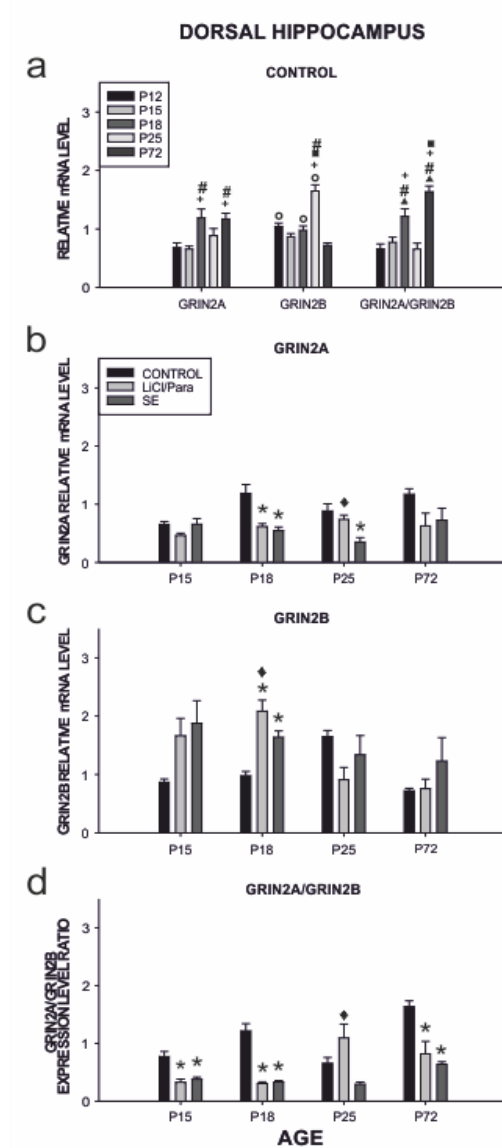 DORSAL HIPPOCAMPUS
a
CONTROL
RELATIVE mRNA LEVEL
3
2
1
0
P12
P15
P18
P25
P72
#
+
#
+
o
o
#
■
+
o
+
#
▲
■
+
#
▲
GRIN2A GRIN2B GRIN2A/GRIN2B
b
GRIN2A
GRIN2A RELATIVE mRNA LEVEL
3
2
1
0
CONTROL
LiCl/Para
SE
* * ♦ *
P15 P18 P25 P72
c
GRIN2B
GRIN2B RELATIVE mRNA LEVEL
3
2
1
0
♦
* *
P15 P18 P25 P72
d
GRIN2A/GRIN2B
GRIN2A/GRIN2B
EXPRESSION LEVEL RATIO
3
2
1
0
* * * * ♦ * *
P15 P18 P25 P72
AGE